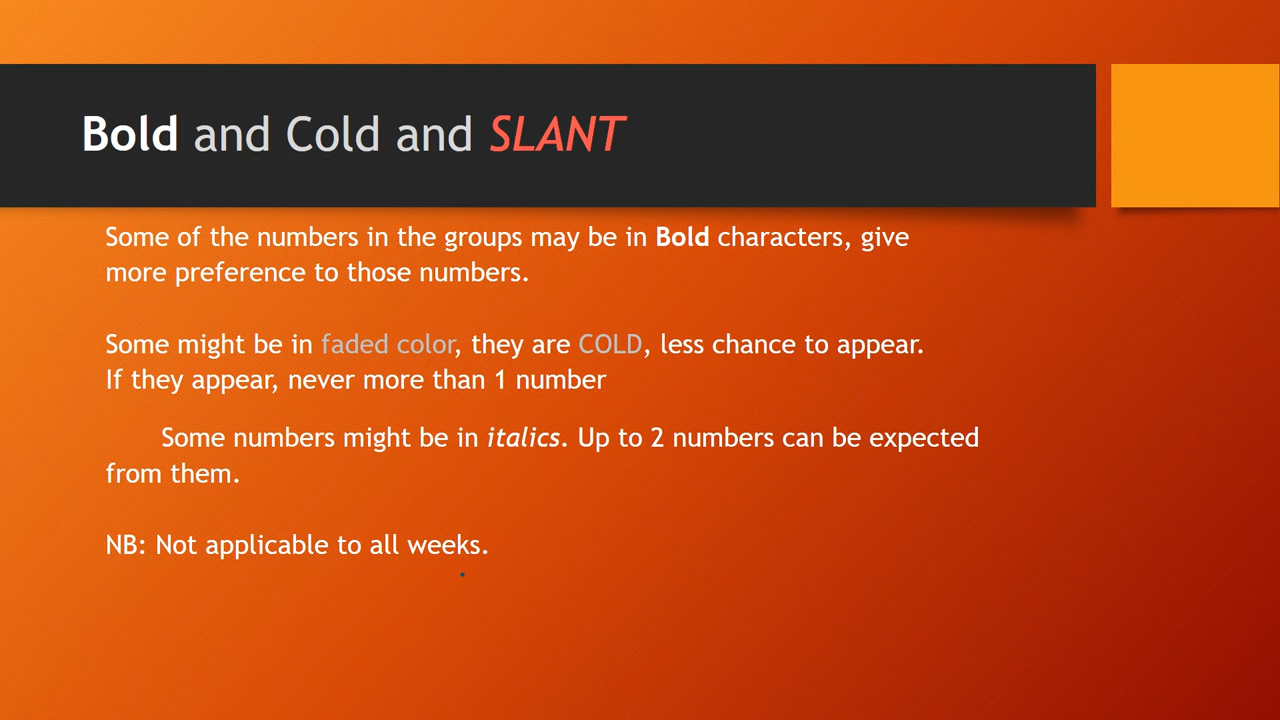 Bold and Cold and SLANT
Some of the numbers in the groups may be in Bold characters, give
more preference to those numbers.
Some might be in faded color, they are COLD, less chance to appear.
If they appear, never more than 1 number
Some numbers might be in italics. Up to 2 numbers can be expected
from them.
NB: Not applicable to all weeks.